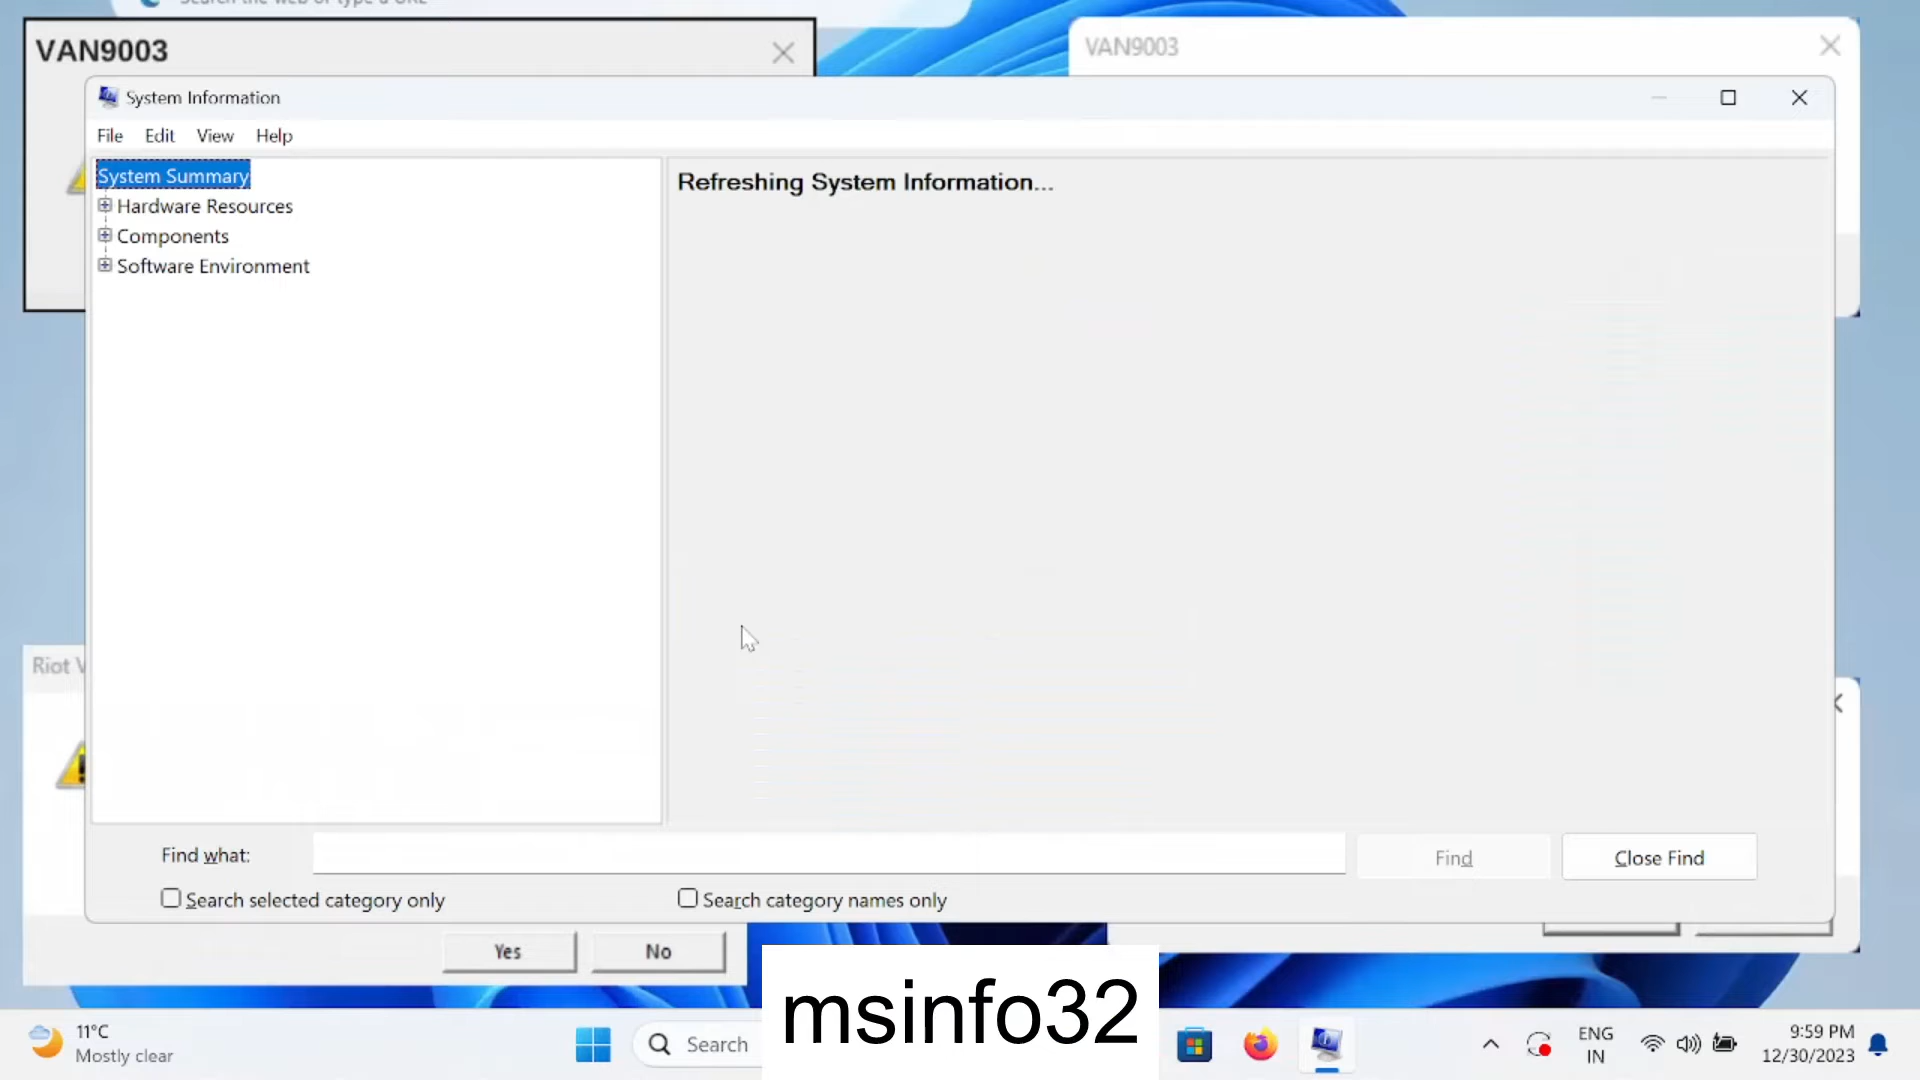 VAN9003
VAN9003
System Information
File Edit View Help
System Summary
Hardware Resources
Components
Software Environment
Refreshing System Information...
Riot
Find what:
Find
Close Find
Search selected category only
Search category names only
Yes
No
msinfo32
11°C
Mostly clear
Search
ENG
IN
9:59 PM
12/30/2023